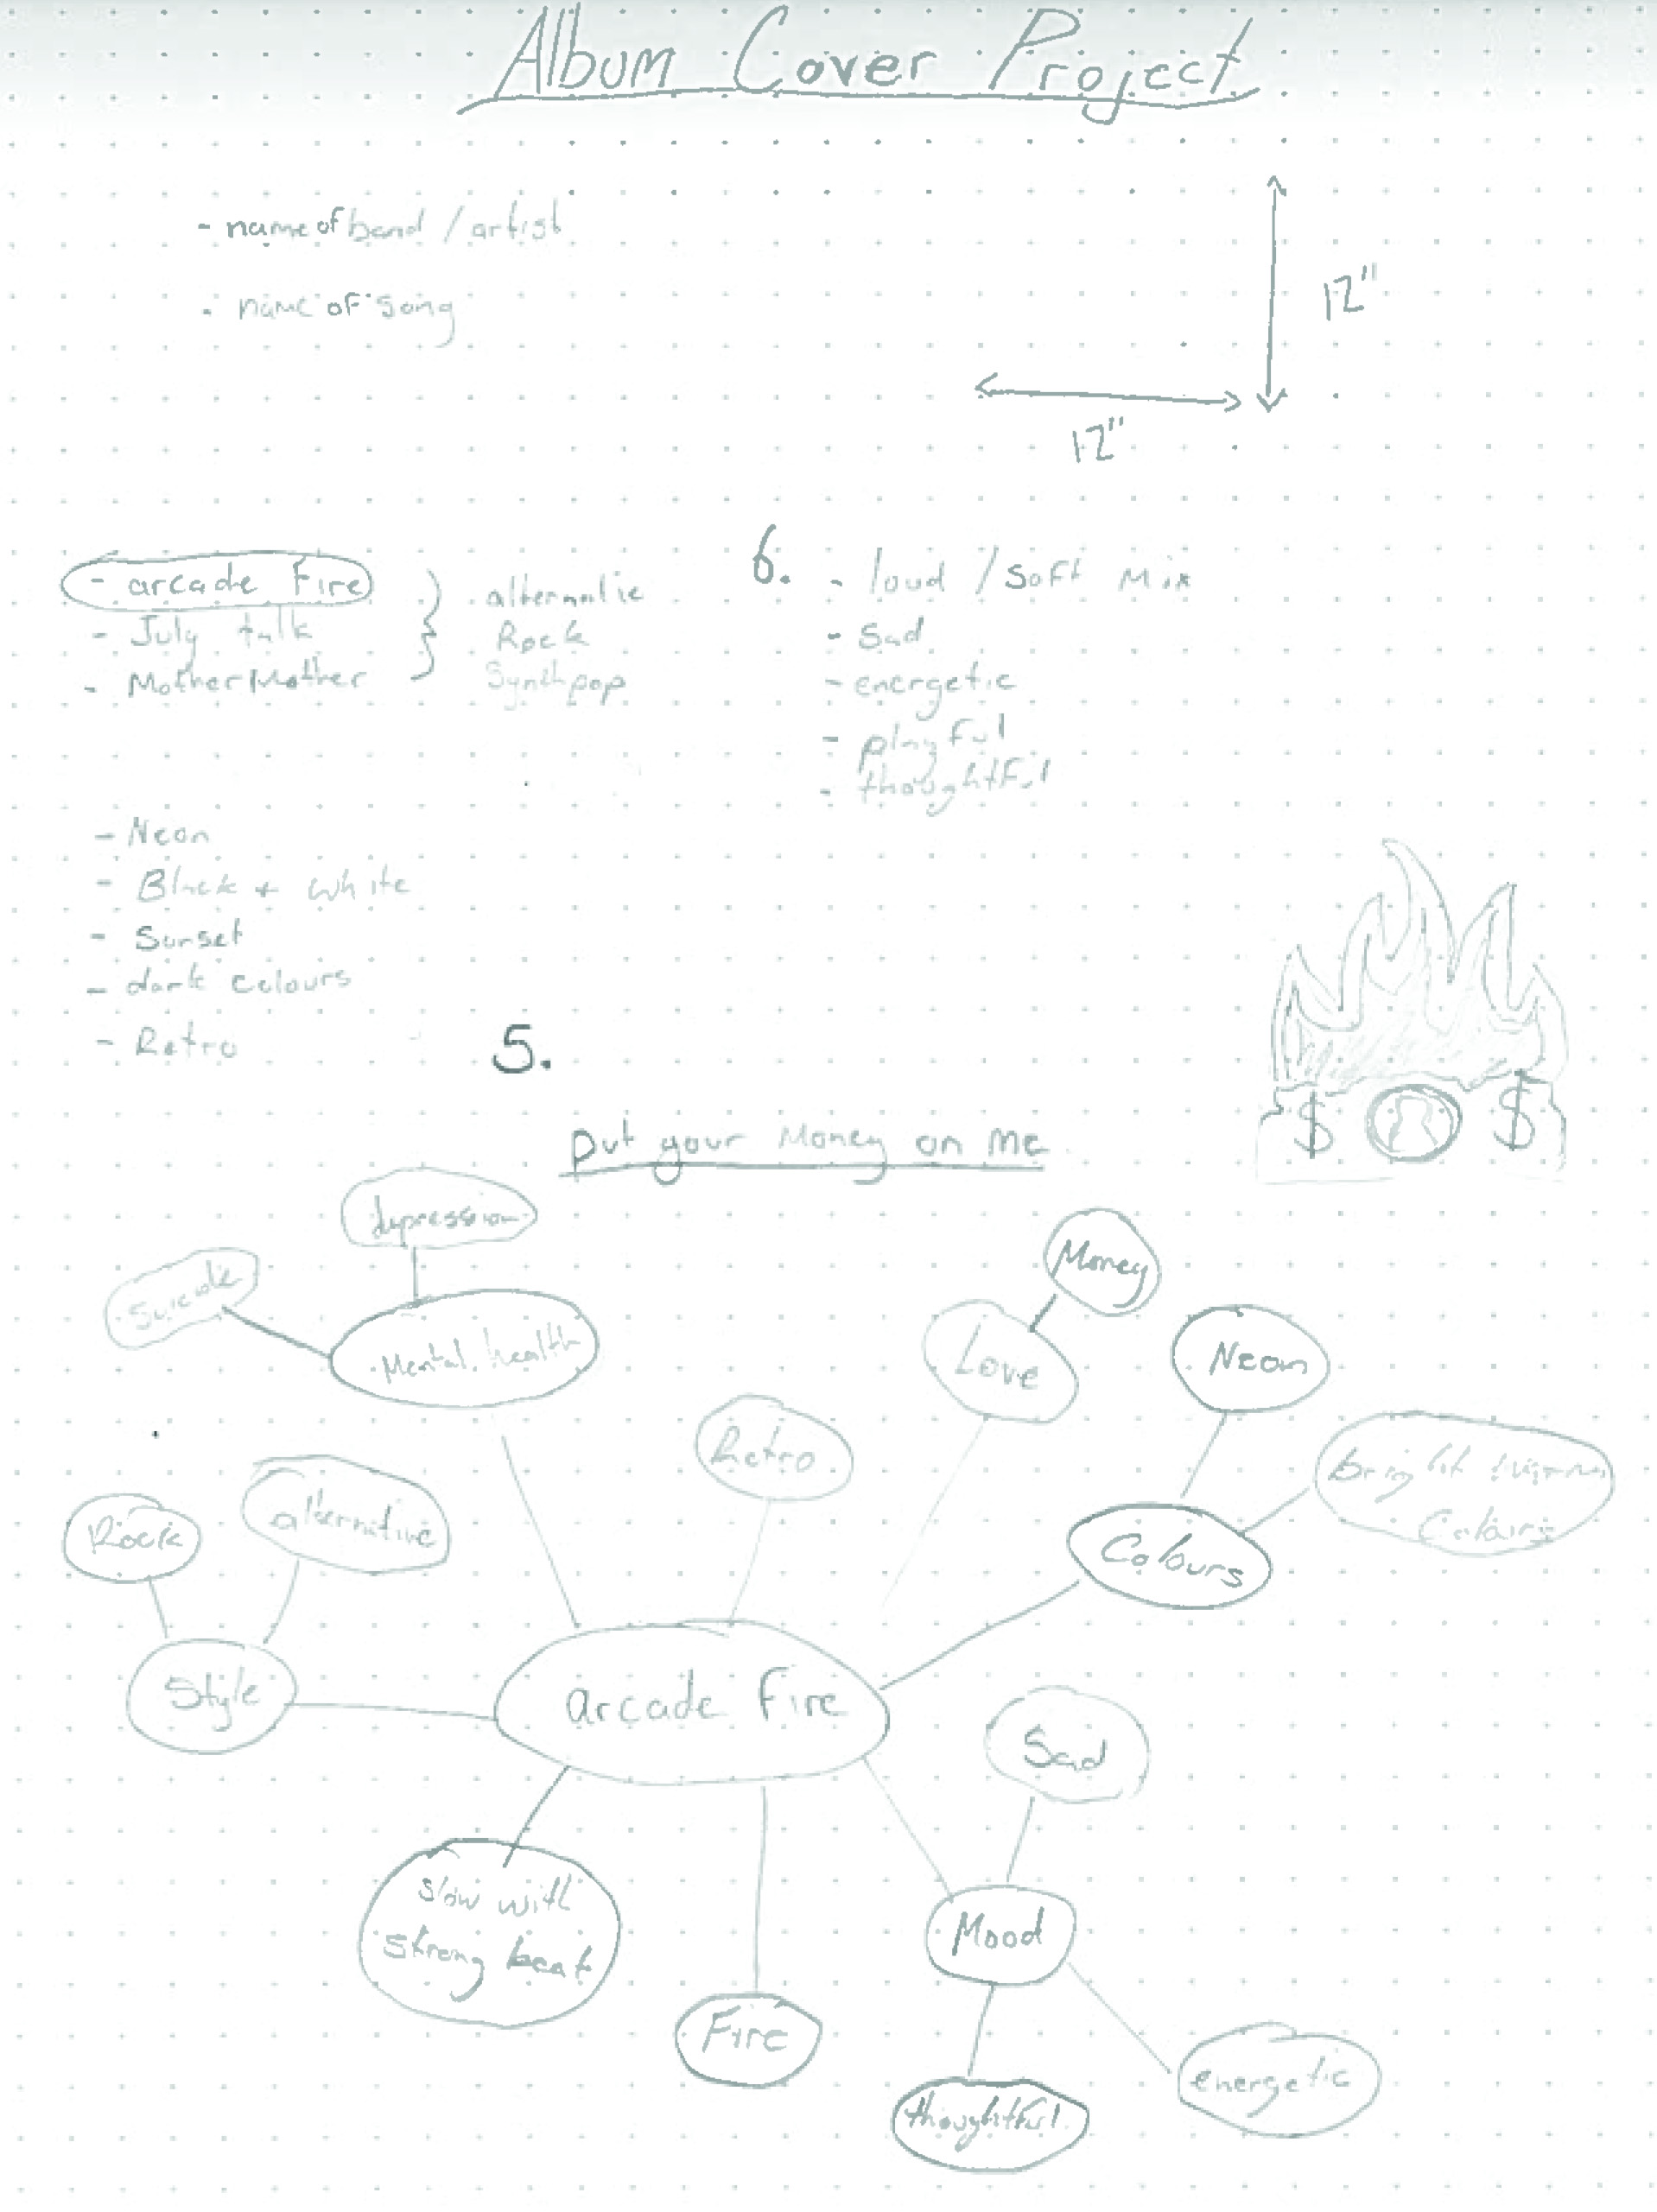 Album Cover Project
- name of band / artist
- name of song
12"
12"
- arcade Fire
- July talk
- Mother Mother
alternatie
Rock
Synthpop
6.
- loud / soft Mix
- Sad
- energetic
- playful
- thoughtful
- Neon
- Black + white
- Sunset
- dark colours
- Retro
5.
put your Money on me
$ $
depression
Suicide
Mental health
Money
Love
Neon
Retro
bright
Colours
Colours
Rock
alternative
Style
arcade Fire
Sad
slow with
strong beat
Mood
Fire
thoughtful
energetic